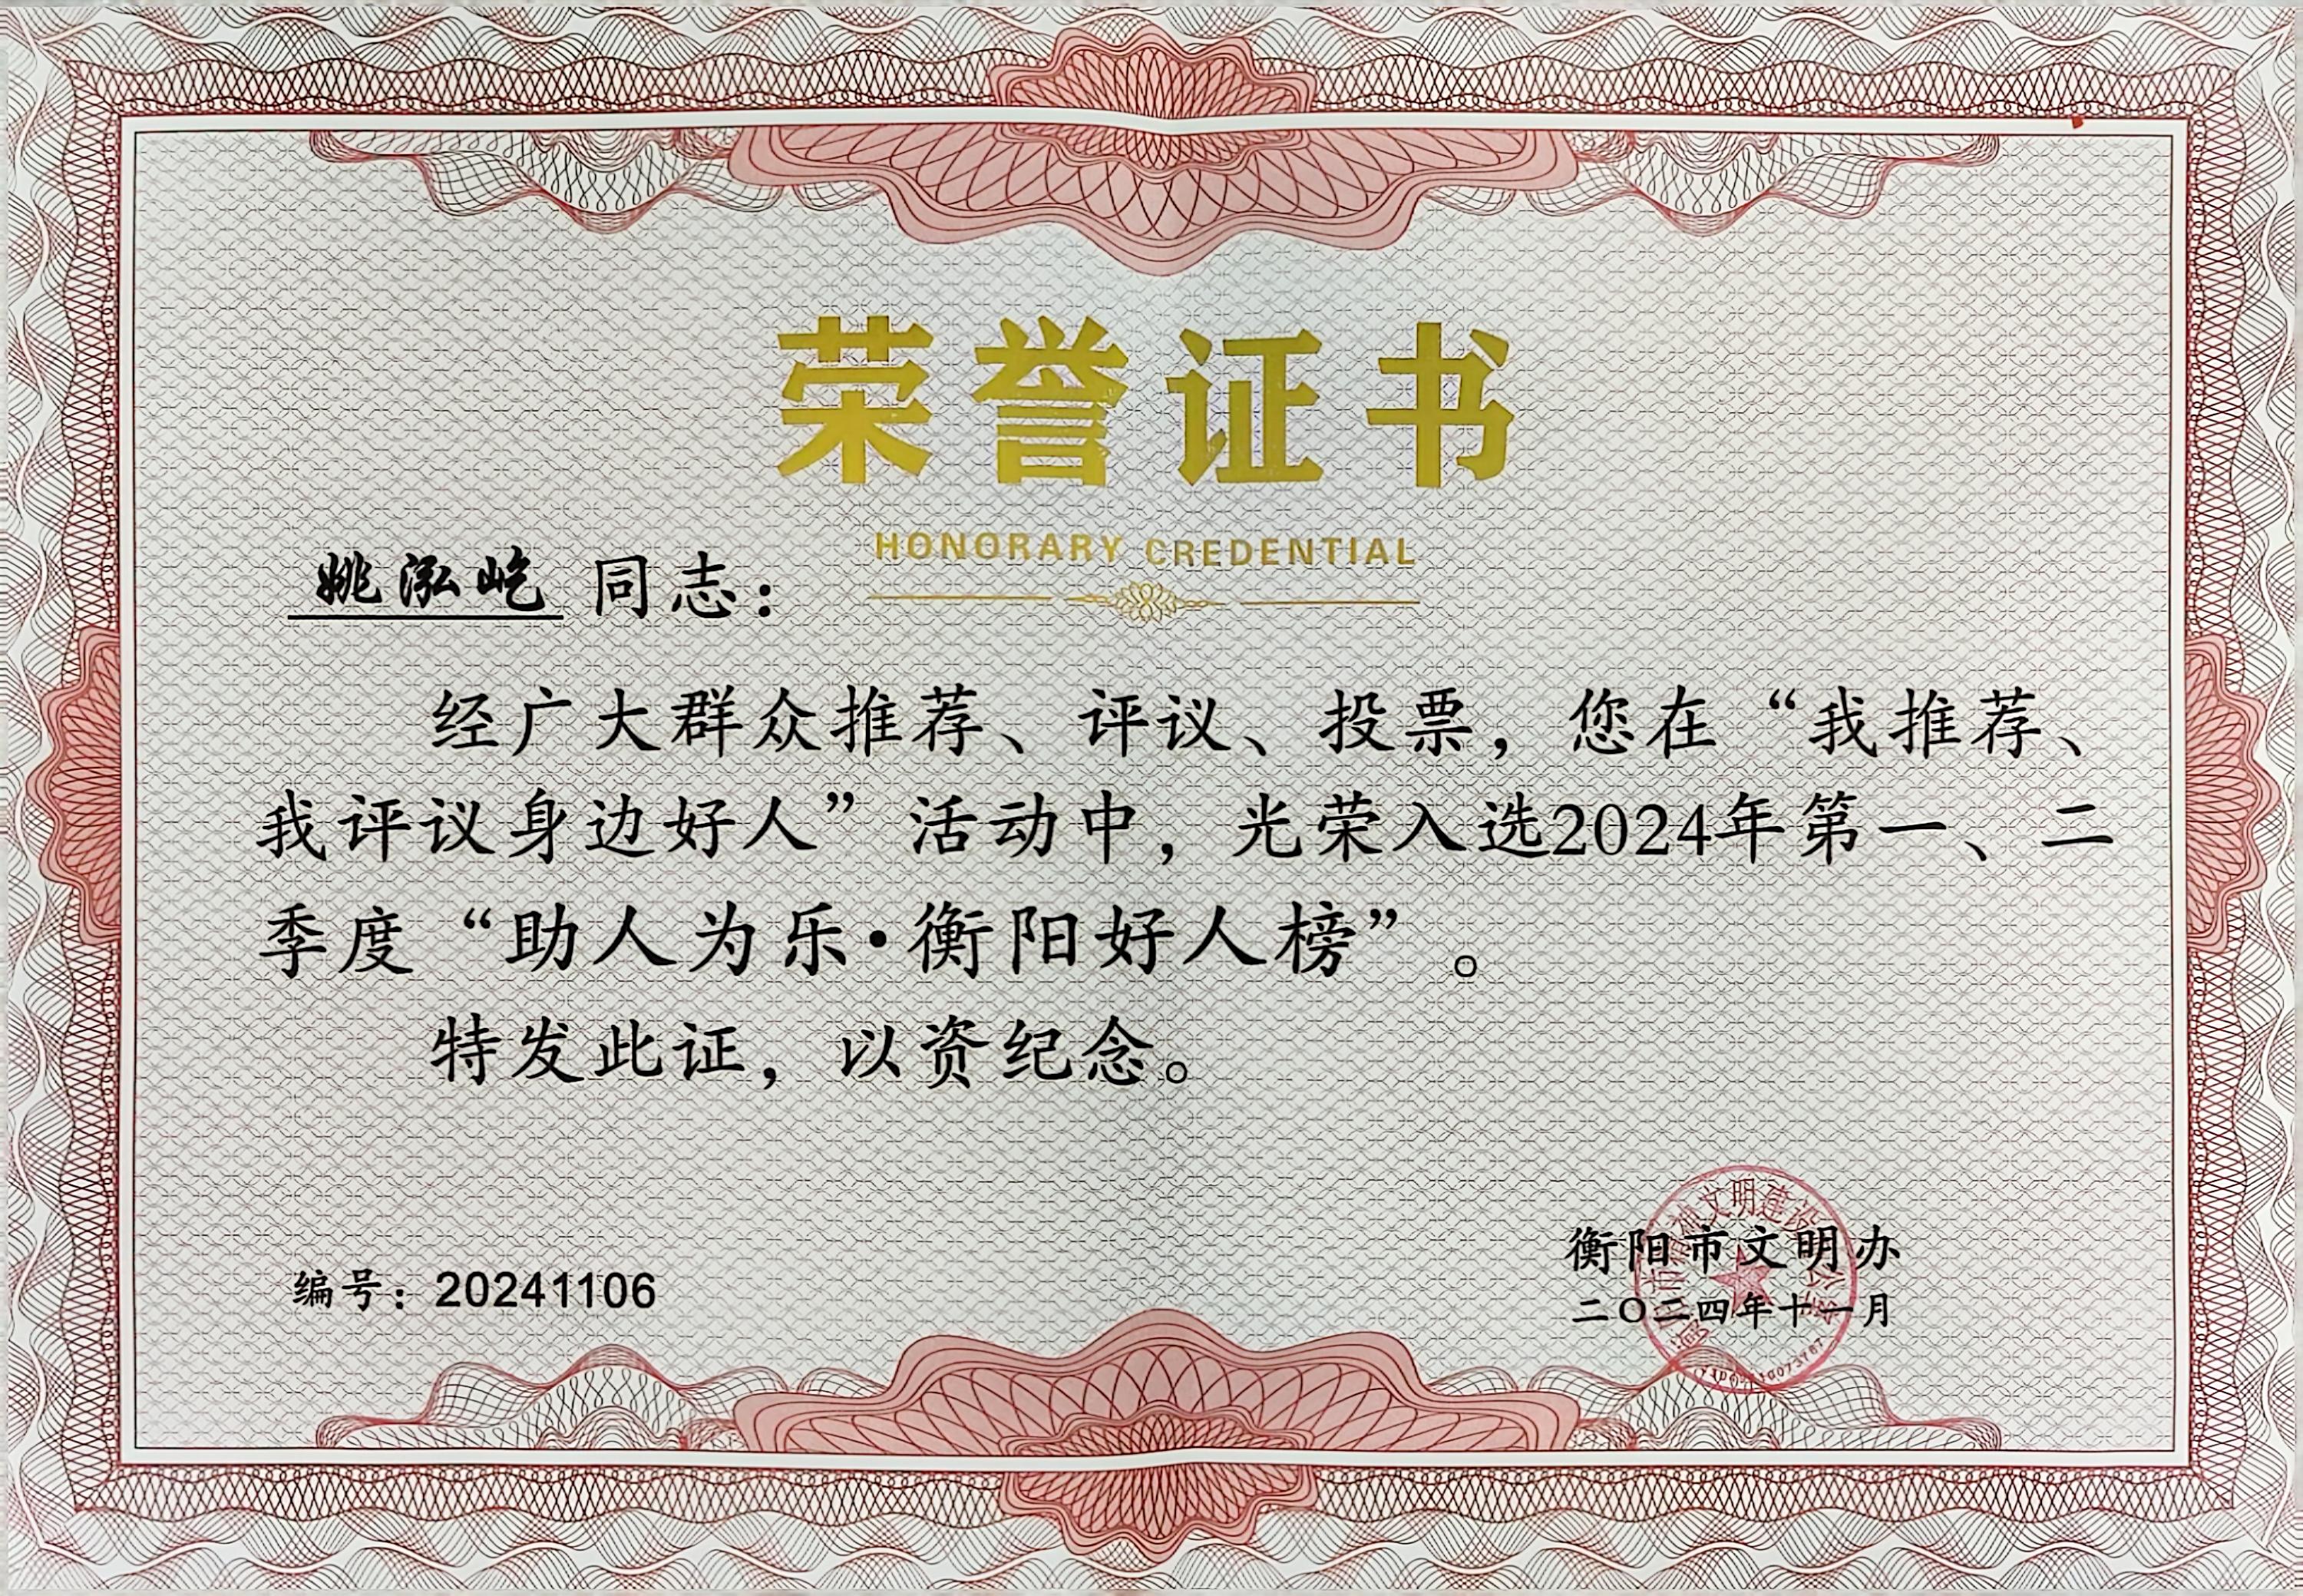 荣誉证书
HONORARY CREDENTIAL
姚泓屹 同志：
经广大群众推荐、评议、投票，您在“我推荐、
我评议身边好人”活动中，光荣入选2024年第一、二
季度“助人为乐·衡阳好人榜”。
特发此证，以资纪念。
编号：20241106
衡阳市文明办
二〇二四年十一月
文明建设